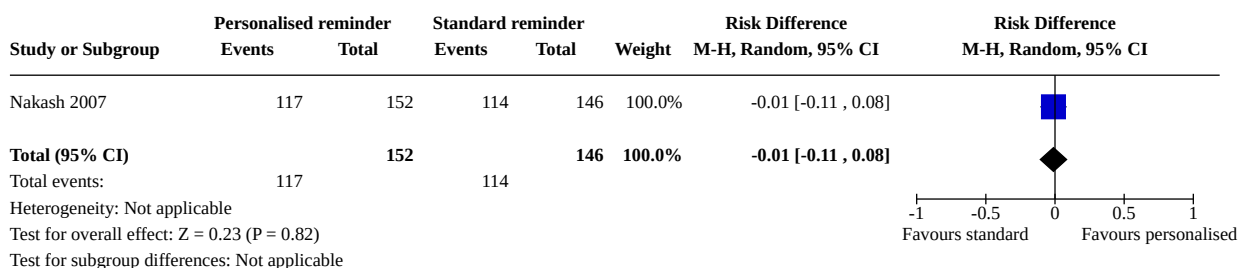 Personalised reminder Standard reminder Risk Difference Risk Difference
Study or Subgroup Events Total Events Total Weight M-H, Random, 95% CI M-H, Random, 95% CI
Nakash 2007 117 152 114 146 100.0% -0.01 [-0.11 , 0.08]
Total (95% CI) 152 146 100.0% -0.01 [-0.11 , 0.08]
Total events: 117 114
Heterogeneity: Not applicable
-1 -0.5 0 0.5 1
Test for overall effect: Z = 0.23 (P = 0.82) Favours standard Favours personalised
Test for subgroup differences: Not applicable